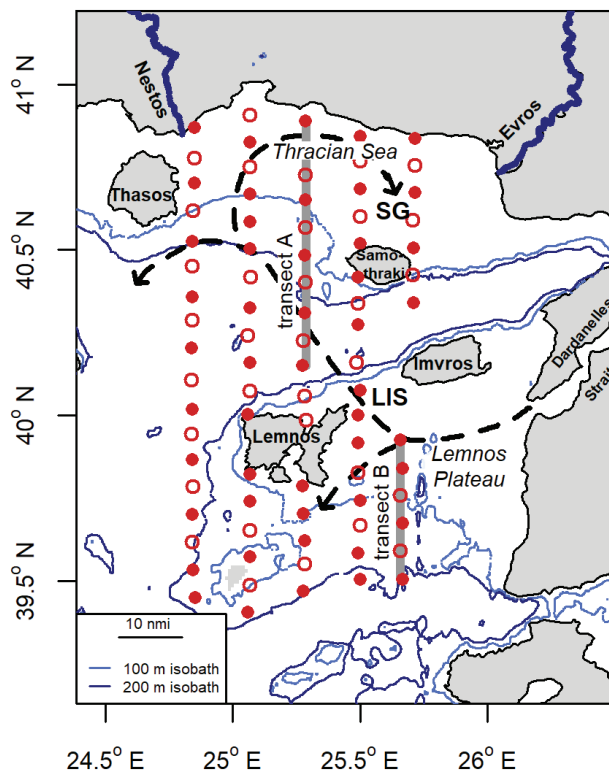 41° N
40.5° N
40° N
39.5° N
Nestos
Evros
Thracian Sea
Thasos
SG
Samo-
thraki
transect A
Dardanelles
Strait
Imvros
LIS
Lemnos
Lemnos
Plateau
transect B
10 nmi
100 m isobath
200 m isobath
24.5° E
25° E
25.5° E
26° E